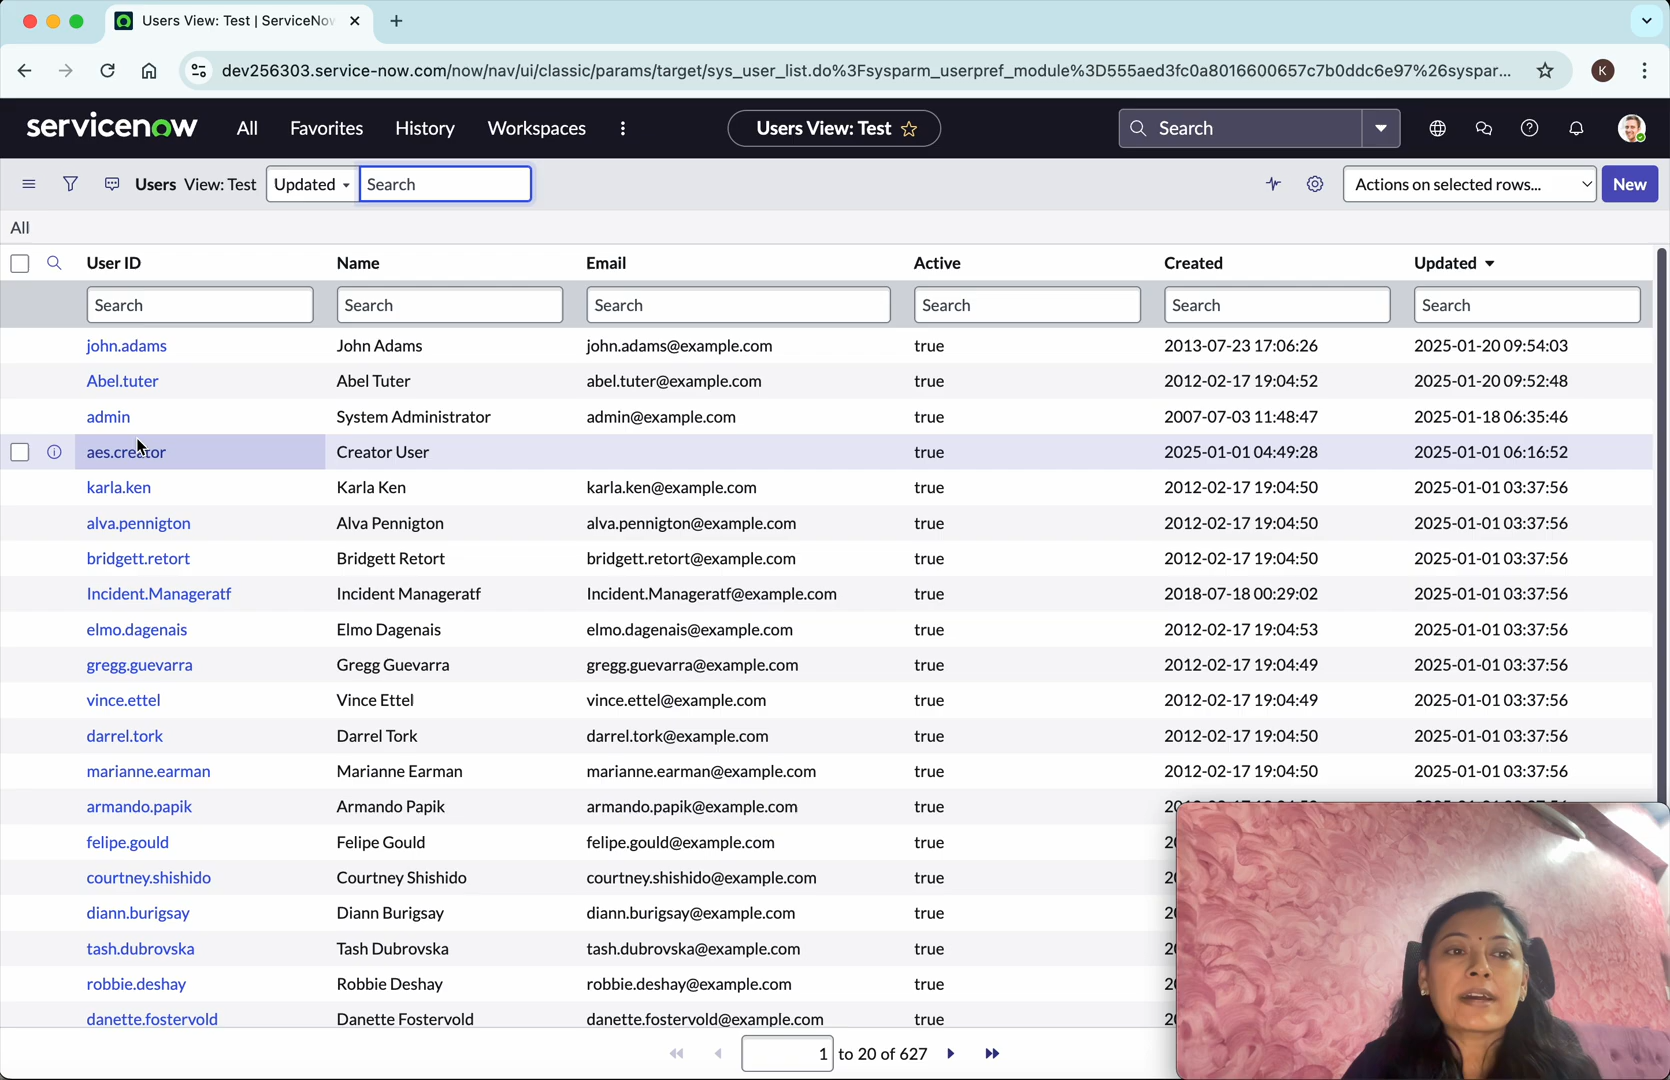 Users View: Test | ServiceNow
dev256303.service-now.com/now/nav/ui/classic/params/target/sys_user_list.do%3Fsysparm_userpref_module%3D555aed3fc0a8016600657c7b0ddc6e97%26syspar...
K
servicenow All Favorites History Workspaces Users View: Test Search
Users View: Test Updated Search Actions on selected rows... New
All
User ID Name Email Active Created Updated
Search Search Search Search Search Search
john.adams John Adams john.adams@example.com true 2013-07-23 17:06:26 2025-01-20 09:54:03
Abel.tuter Abel Tuter abel.tuter@example.com true 2012-02-17 19:04:52 2025-01-20 09:52:48
admin System Administrator admin@example.com true 2007-07-03 11:48:47 2025-01-18 06:35:46
aes.creator Creator User true 2025-01-01 04:49:28 2025-01-01 06:16:52
karla.ken Karla Ken karla.ken@example.com true 2012-02-17 19:04:50 2025-01-01 03:37:56
alva.pennigton Alva Pennigton alva.pennigton@example.com true 2012-02-17 19:04:50 2025-01-01 03:37:56
bridgett.retort Bridgett Retort bridgett.retort@example.com true 2012-02-17 19:04:50 2025-01-01 03:37:56
Incident.Manageratf Incident Manageratf Incident.Manageratf@example.com true 2018-07-18 00:29:02 2025-01-01 03:37:56
elmo.dagenais Elmo Dagenais elmo.dagenais@example.com true 2012-02-17 19:04:53 2025-01-01 03:37:56
gregg.guevarra Gregg Guevarra gregg.guevarra@example.com true 2012-02-17 19:04:49 2025-01-01 03:37:56
vince.ettel Vince Ettel vince.ettel@example.com true 2012-02-17 19:04:49 2025-01-01 03:37:56
darrel.tork Darrel Tork darrel.tork@example.com true 2012-02-17 19:04:50 2025-01-01 03:37:56
marianne.earman Marianne Earman marianne.earman@example.com true 2012-02-17 19:04:50 2025-01-01 03:37:56
armando.papik Armando Papik armando.papik@example.com true
felipe.gould Felipe Gould felipe.gould@example.com true
courtney.shishido Courtney Shishido courtney.shishido@example.com true
diann.burigsay Diann Burigsay diann.burigsay@example.com true
tash.dubrovska Tash Dubrovska tash.dubrovska@example.com true
robbie.deshay Robbie Deshay robbie.deshay@example.com true
danette.fostervold Danette Fostervold danette.fostervold@example.com true
1 to 20 of 627